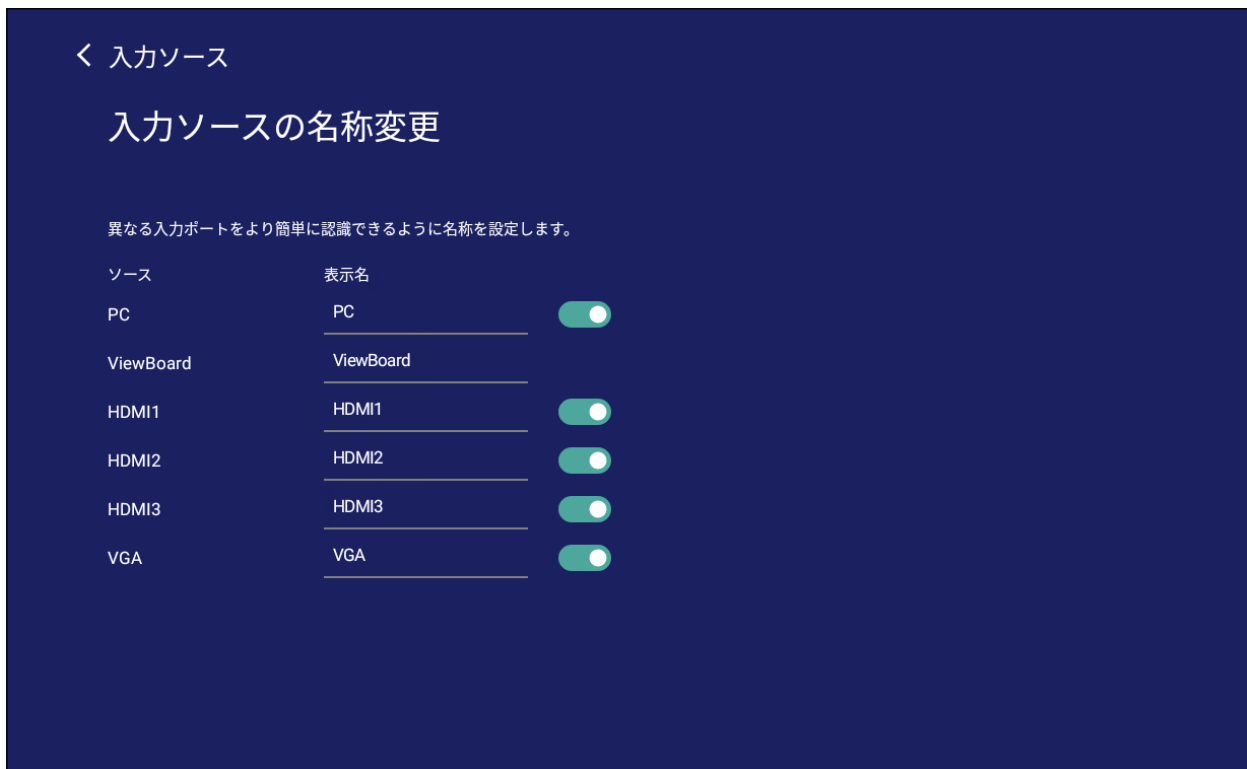 入力ソース
入力ソースの名称変更
異なる入力ポートをより簡単に認識できるように名称を設定します。
ソース 表示名
PC PC
ViewBoard ViewBoard
HDMI1 HDMI1
HDMI2 HDMI2
HDMI3 HDMI3
VGA VGA